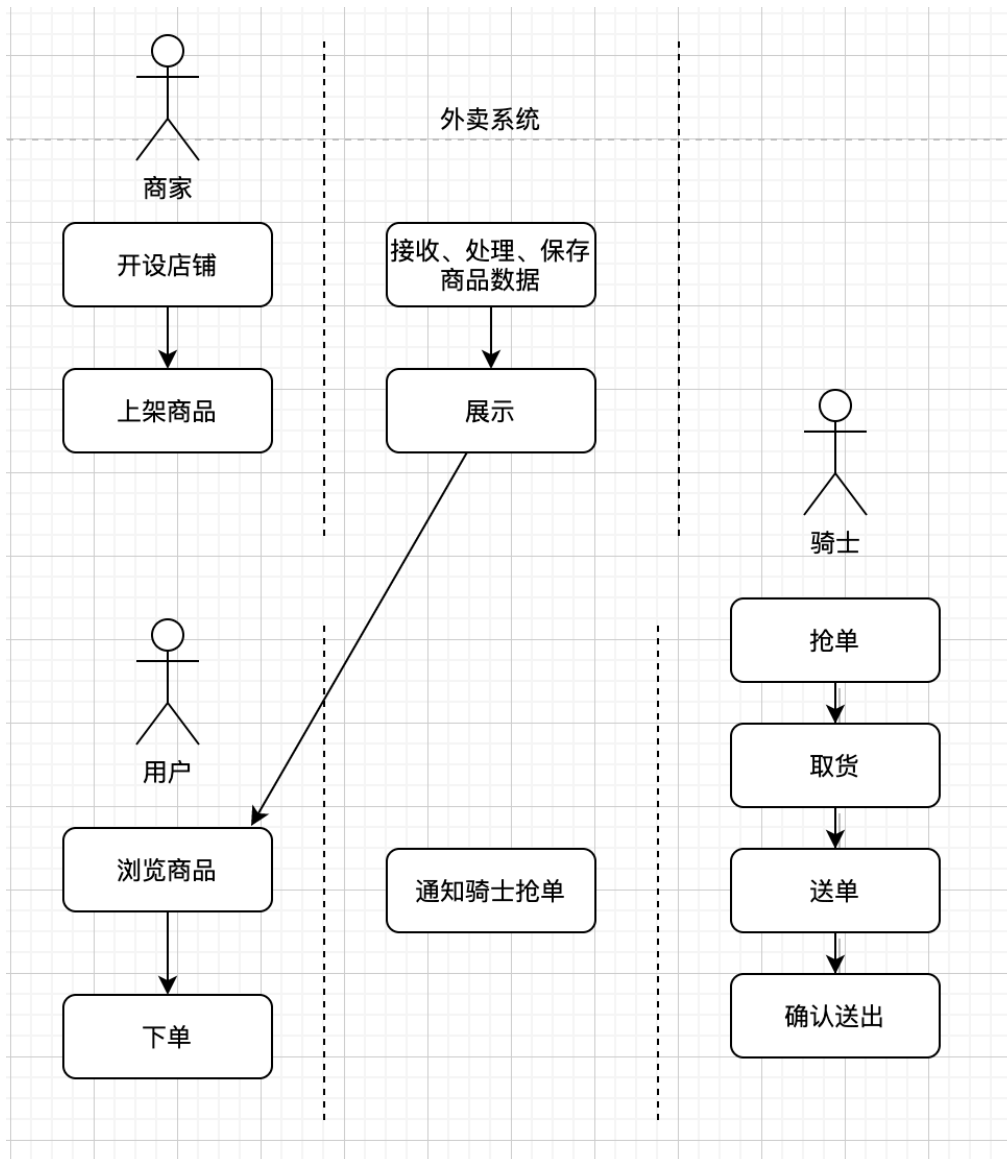 外卖系统
商家
开设店铺
接收、处理、保存
商品数据
上架商品
展示
骑士
抢单
用户
取货
浏览商品
通知骑士抢单
送单
下单
确认送出